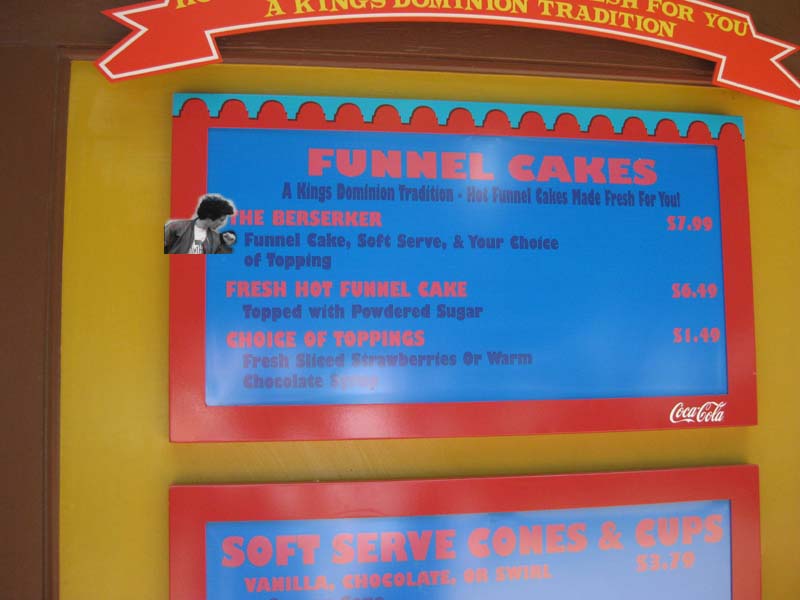 FOR YOU
A KINGS DOMINION TRADITION
FUNNEL CAKES
A Kings Dominion Tradition - Hot Funnel Cakes Made Fresh For You!
THE BERSERKER $7.99
Funnel Cake, Soft Serve, & Your Choice
of Topping
FRESH HOT FUNNEL CAKE $6.49
Topped with Powdered Sugar
CHOICE OF TOPPINGS $1.49
Fresh Sliced Strawberries Or Warm
Chocolate Syrup
Coca-Cola
SOFT SERVE CONES & CUPS
$3.79
VANILLA, CHOCOLATE, OR SWIRL